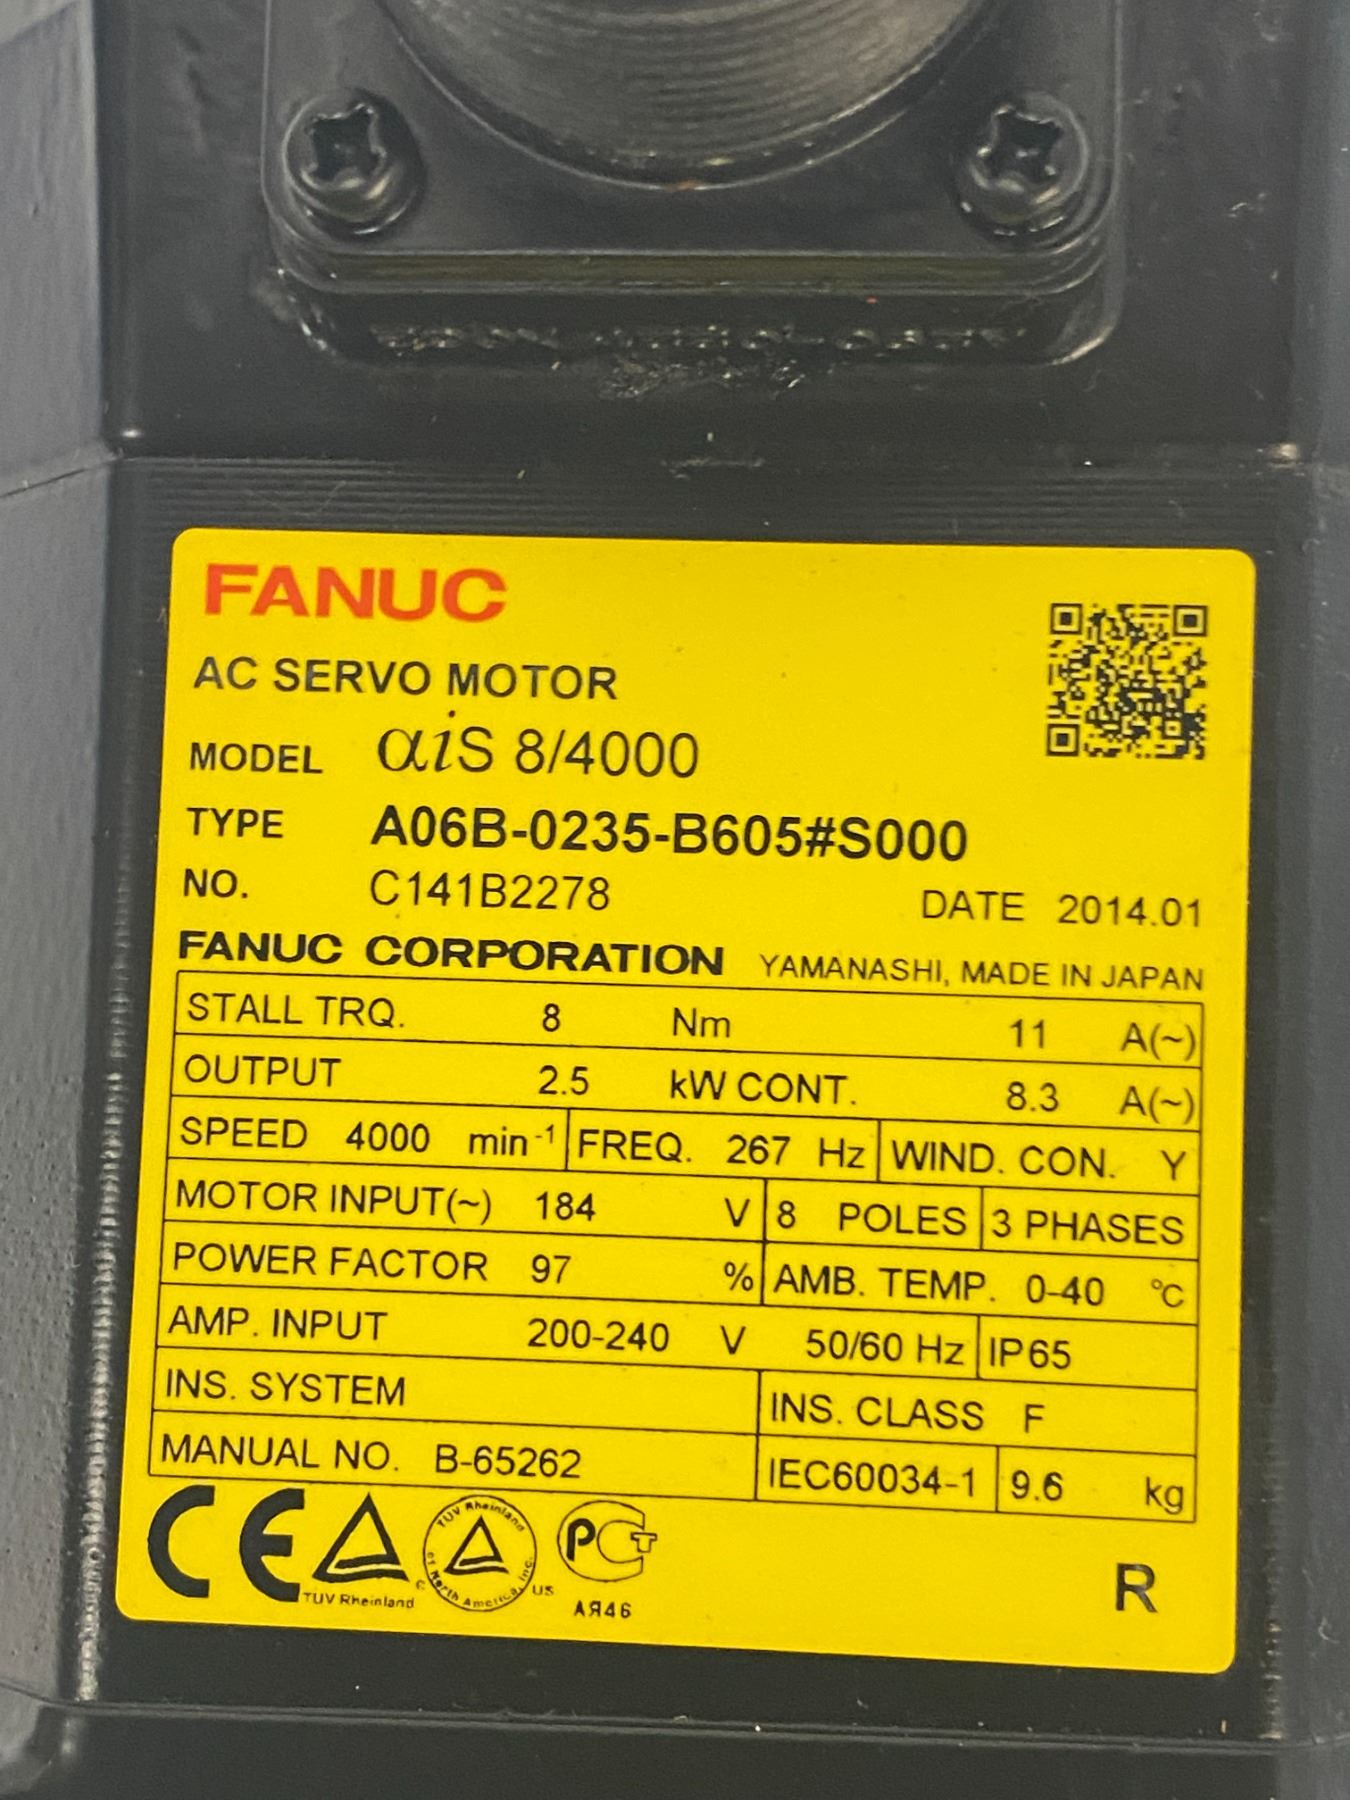 FANUC
AC SERVO MOTOR
MODEL αiS 8/4000
TYPE A06B-0235-B605#S000
NO. C141B2278 DATE 2014.01
FANUC CORPORATION YAMANASHI, MADE IN JAPAN
STALL TRQ. 8 Nm 11 A(~)
OUTPUT 2.5 kW CONT. 8.3 A(~)
SPEED 4000 min-1 FREQ. 267 Hz WIND. CON. Y
MOTOR INPUT(~) 184 V 8 POLES 3 PHASES
POWER FACTOR 97 % AMB. TEMP. 0-40 °C
AMP. INPUT 200-240 V 50/60 Hz IP65
INS. SYSTEM INS. CLASS F
MANUAL NO. B-65262 IEC60034-1 9.6 kg
CE TÜV Rheinland c TÜV Rheinland of North America, Inc. US PCT
АЯ46
R